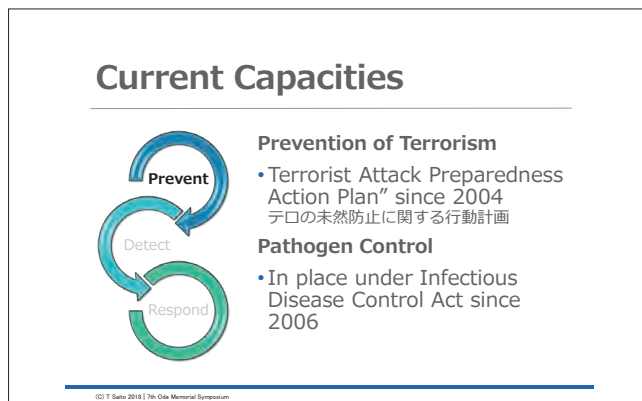 Current Capacities
Prevent
Detect
Respond
Prevention of Terrorism
•Terrorist Attack Preparedness
Action Plan” since 2004
テロの未然防止に関する行動計画
Pathogen Control
•In place under Infectious
Disease Control Act since
2006
(C) T Saito 2018 | 7th Oda Memorial Symposium